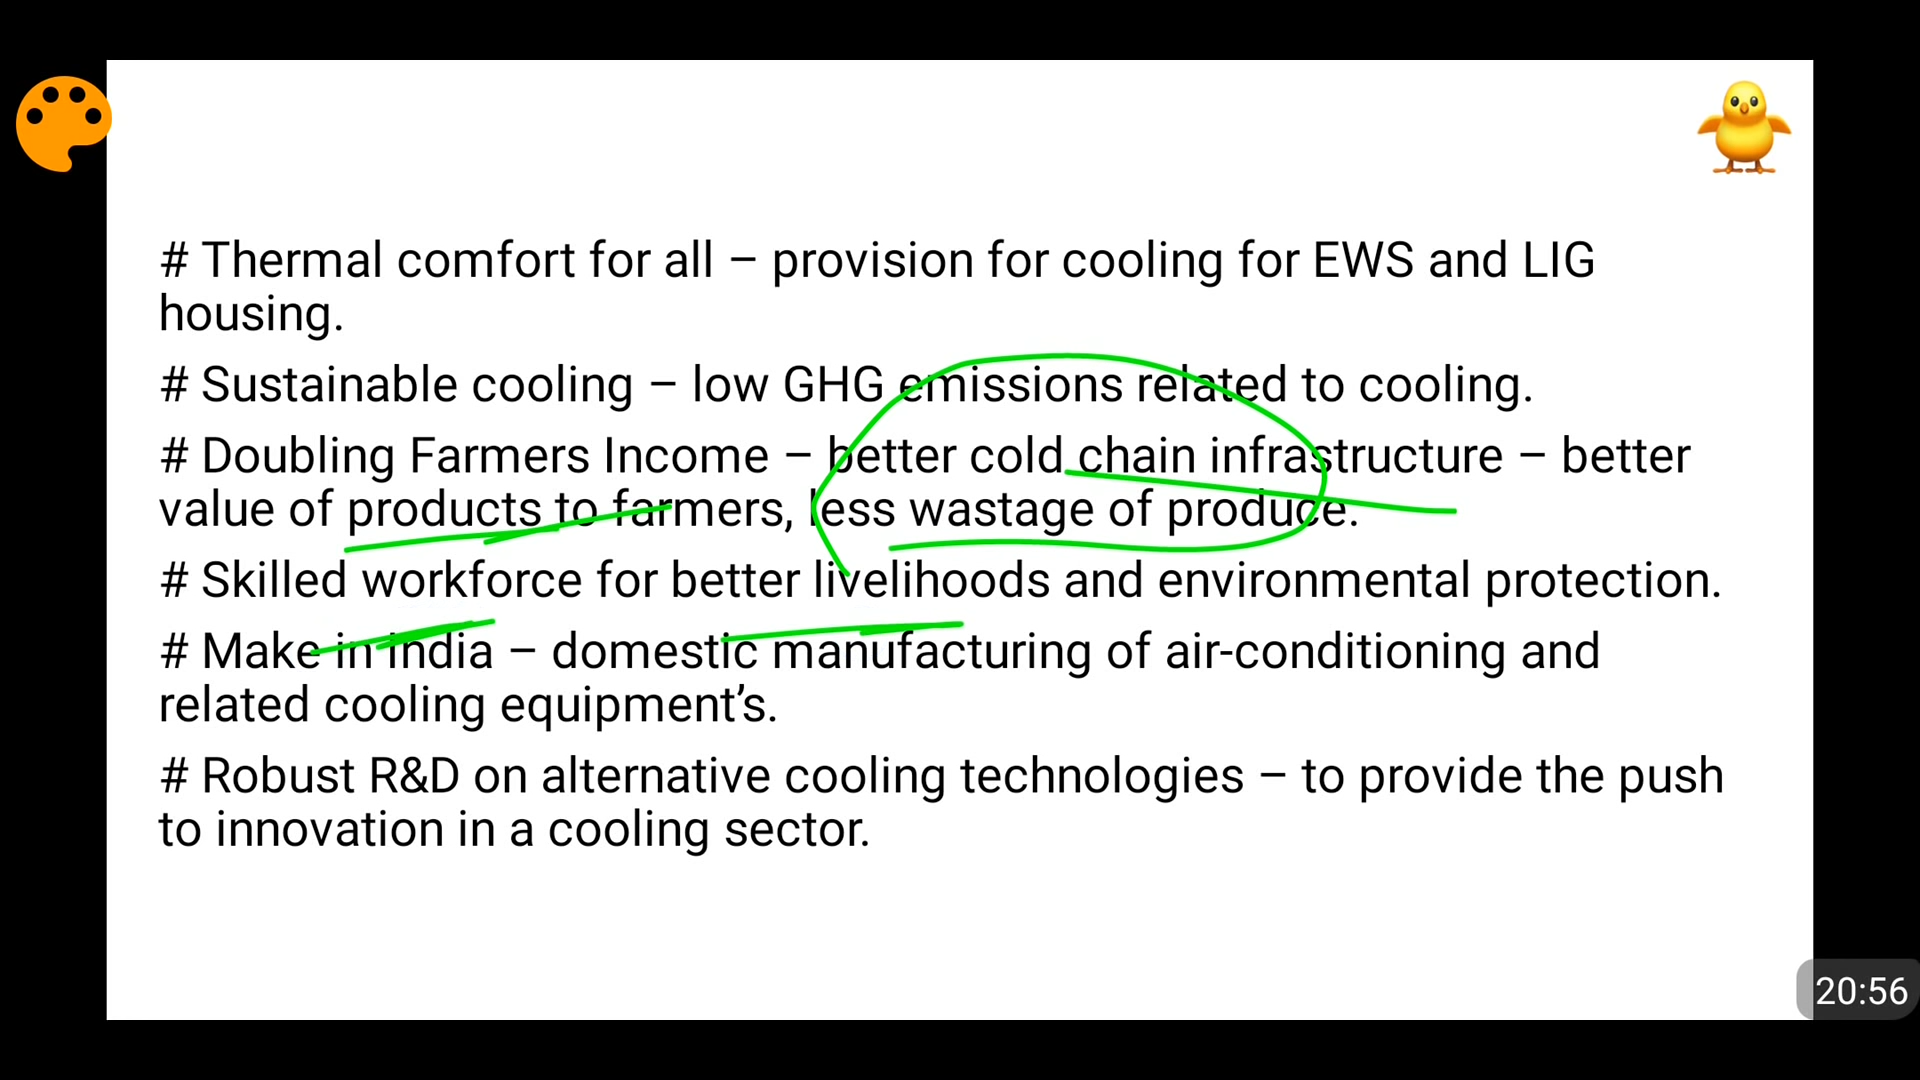 # Thermal comfort for all – provision for cooling for EWS and LIG
housing.
# Sustainable cooling – low GHG emissions related to cooling.
# Doubling Farmers Income – better cold chain infrastructure – better
value of products to farmers, less wastage of produce.
# Skilled workforce for better livelihoods and environmental protection.
# Make in India – domestic manufacturing of air-conditioning and
related cooling equipment’s.
# Robust R&D on alternative cooling technologies – to provide the push
to innovation in a cooling sector.
20:56